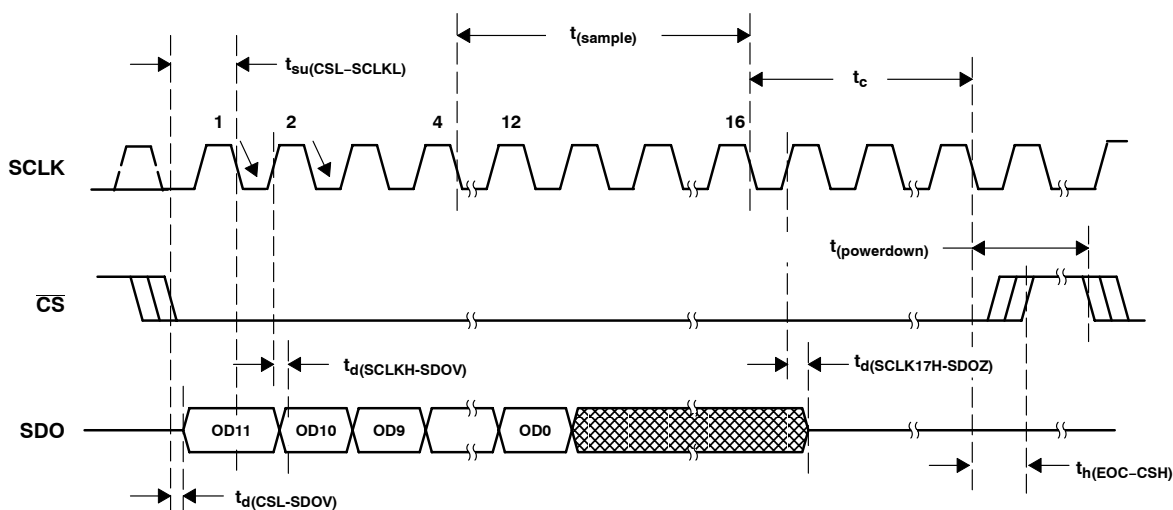 t(sample)
tsu(CSL−SCLKL)
tc
1 2 4 12 16
SCLK
t(powerdown)
CS
td(SCLKH-SDOV)
td(SCLK17H-SDOZ)
SDO
OD11 OD10 OD9 OD0
th(EOC−CSH)
td(CSL-SDOV)